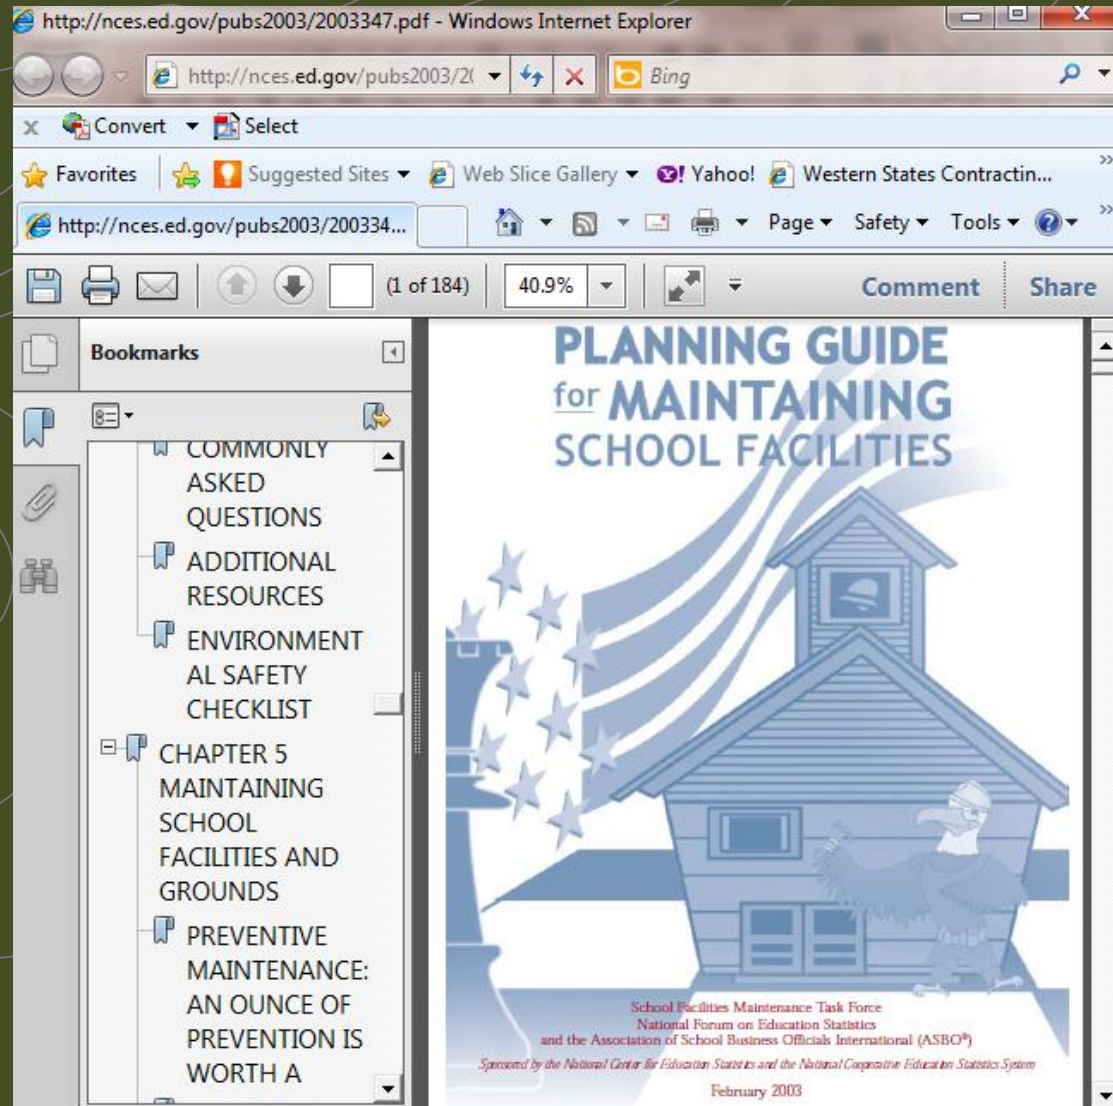 http://nces.ed.gov/pubs2003/2003347.pdf - Windows Internet Explorer
http://nces.ed.gov/pubs2003/2(
Bing
x Convert Select
Favorites Suggested Sites Web Slice Gallery Yahoo! Western States Contractin...
http://nces.ed.gov/pubs2003/200334... Page Safety Tools
(1 of 184) 40.9% Comment Share
Bookmarks
COMMONLY
ASKED
QUESTIONS
ADDITIONAL
RESOURCES
ENVIRONMENT
AL SAFETY
CHECKLIST
CHAPTER 5
MAINTAINING
SCHOOL
FACILITIES AND
GROUNDS
PREVENTIVE
MAINTENANCE:
AN OUNCE OF
PREVENTION IS
WORTH A
PLANNING GUIDE
for MAINTAINING
SCHOOL FACILITIES
School Facilities Maintenance Task Force
National Forum on Education Statistics
and the Association of School Business Officials International (ASBO®)
Sponsored by the National Center for Education Statistics and the National Cooperative Education Statistics System
February 2003